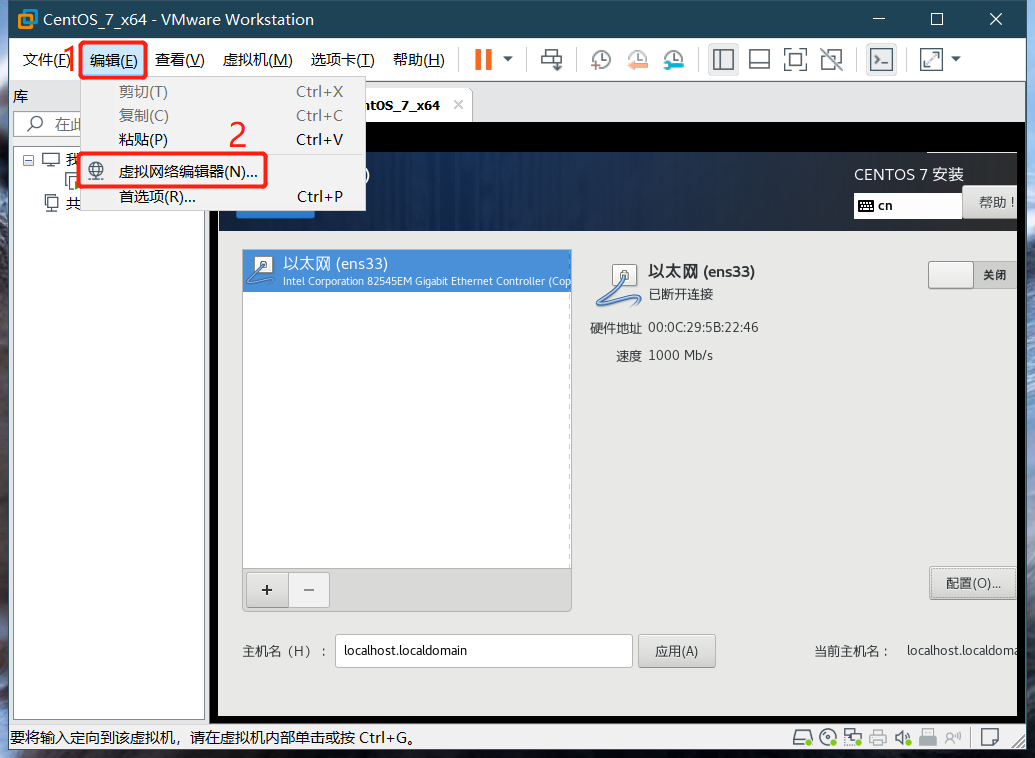 CentOS_7_x64 - VMware Workstation
文件(F) 1 编辑(E) 查看(V) 虚拟机(M) 选项卡(T) 帮助(H)
库
剪切(T) Ctrl+X
ntOS_7_x64
在此
复制(C) Ctrl+C
粘贴(P) Ctrl+V
2
我
虚拟网络编辑器(N)...
共
首选项(R)... Ctrl+P
)
CENTOS 7 安装
cn
帮助!
以太网 (ens33)
Intel Corporation 82545EM Gigabit Ethernet Controller (Cop
以太网 (ens33)
已断开连接
关闭
硬件地址 00:0C:29:5B:22:46
速度 1000 Mb/s
+ −
配置(O)...
主机名（H）： localhost.localdomain 应用(A) 当前主机名： localhost.localdoma
要将输入定向到该虚拟机，请在虚拟机内部单击或按 Ctrl+G。